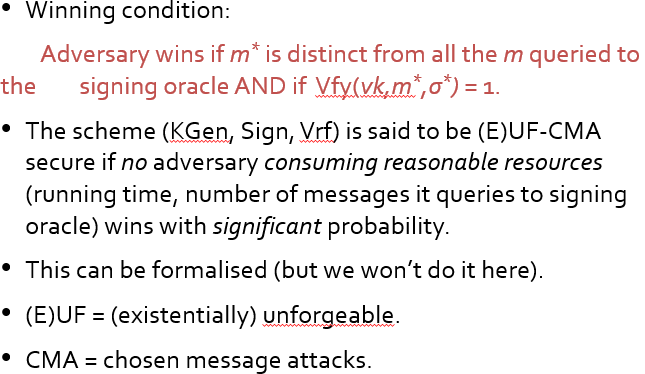 • Winning condition:
Adversary wins if m* is distinct from all the m queried to
the signing oracle AND if Vfy(vk,m*,σ*) = 1.
• The scheme (KGen, Sign, Vrf) is said to be (E)UF-CMA
secure if no adversary consuming reasonable resources
(running time, number of messages it queries to signing
oracle) wins with significant probability.
• This can be formalised (but we won’t do it here).
• (E)UF = (existentially) unforgeable.
• CMA = chosen message attacks.